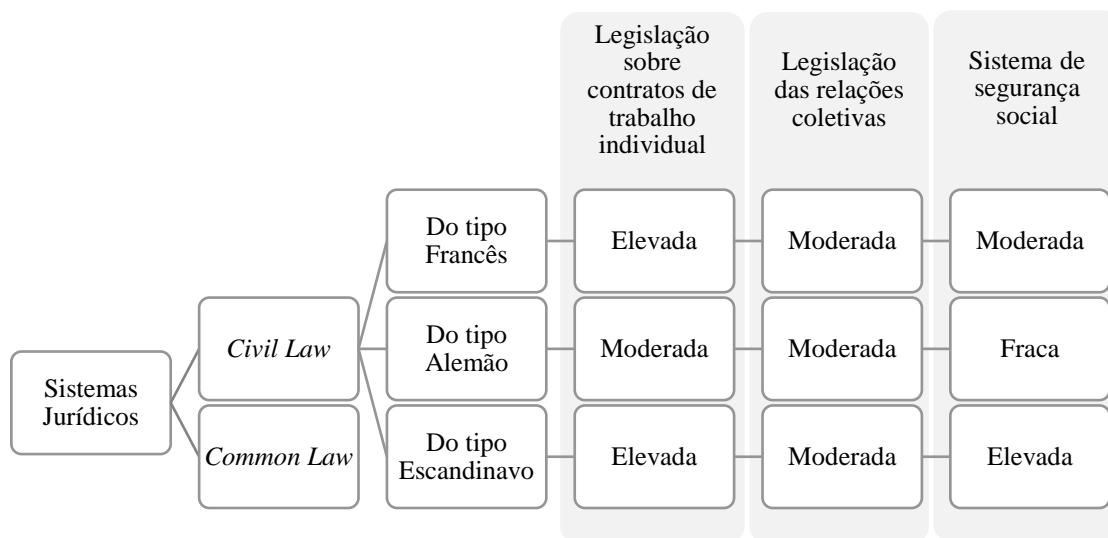 Legislação
sobre
contratos de
trabalho
individual
Legislação
das relações
coletivas
Sistema de
segurança
social
Do tipo
Francês
Elevada
Moderada
Moderada
Civil Law
Do tipo
Alemão
Moderada
Moderada
Fraca
Sistemas
Jurídicos
Common Law
Do tipo
Escandinavo
Elevada
Moderada
Elevada